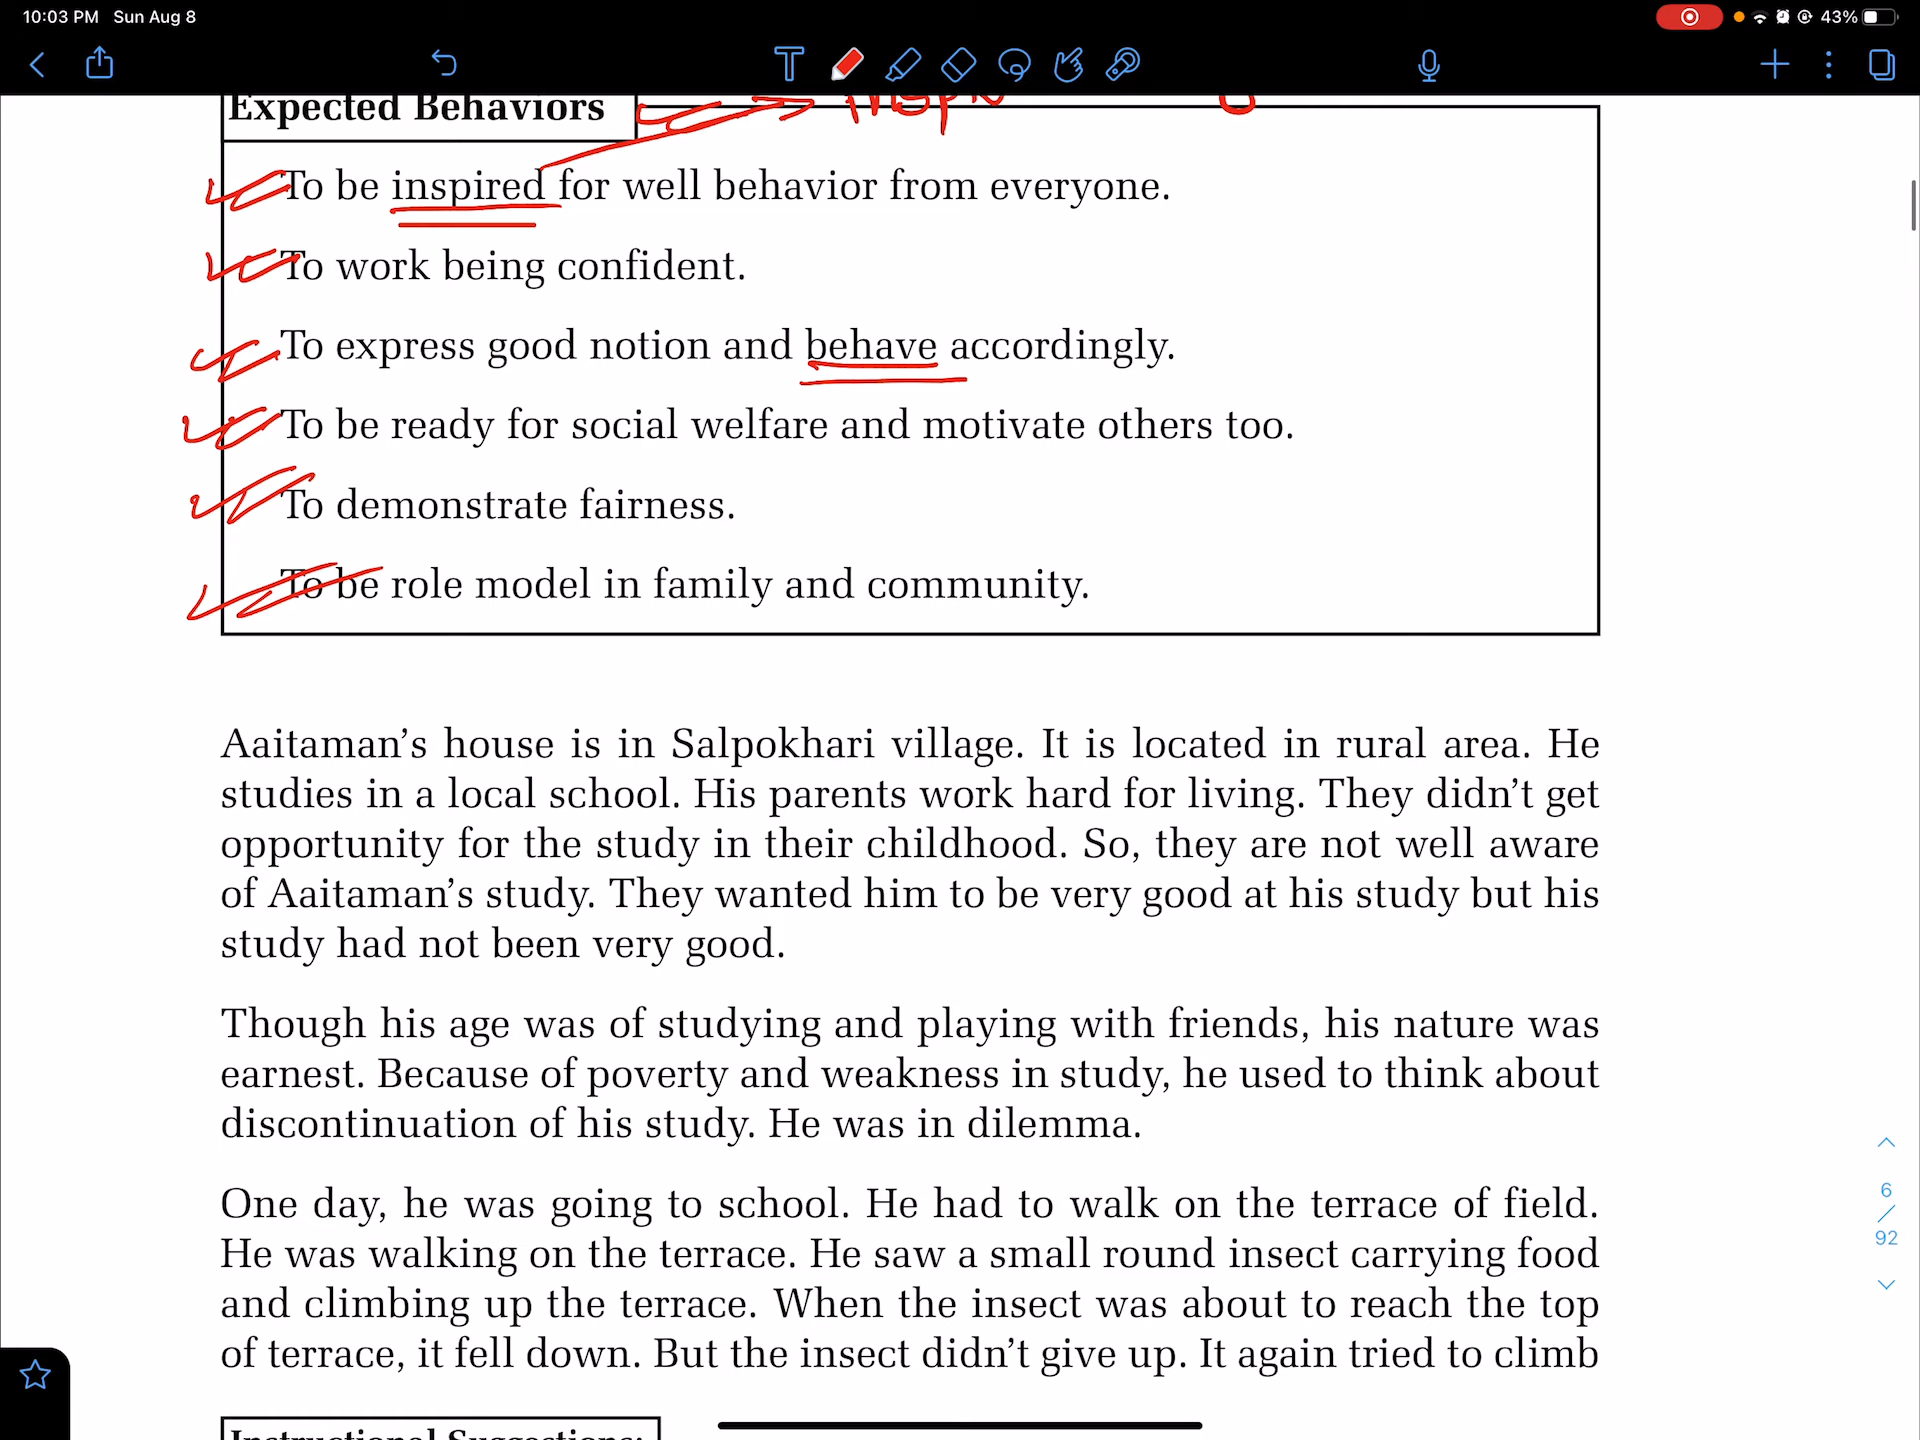 10:03 PM Sun Aug 8
43%
Expected Behaviors
To be inspired for well behavior from everyone.
To work being confident.
To express good notion and behave accordingly.
To be ready for social welfare and motivate others too.
To demonstrate fairness.
To be role model in family and community.
Aaitaman’s house is in Salpokhari village. It is located in rural area. He
studies in a local school. His parents work hard for living. They didn’t get
opportunity for the study in their childhood. So, they are not well aware
of Aaitaman’s study. They wanted him to be very good at his study but his
study had not been very good.
Though his age was of studying and playing with friends, his nature was
earnest. Because of poverty and weakness in study, he used to think about
discontinuation of his study. He was in dilemma.
One day, he was going to school. He had to walk on the terrace of field.
He was walking on the terrace. He saw a small round insect carrying food
and climbing up the terrace. When the insect was about to reach the top
of terrace, it fell down. But the insect didn’t give up. It again tried to climb
6
/
92
Instructional Suggestions: